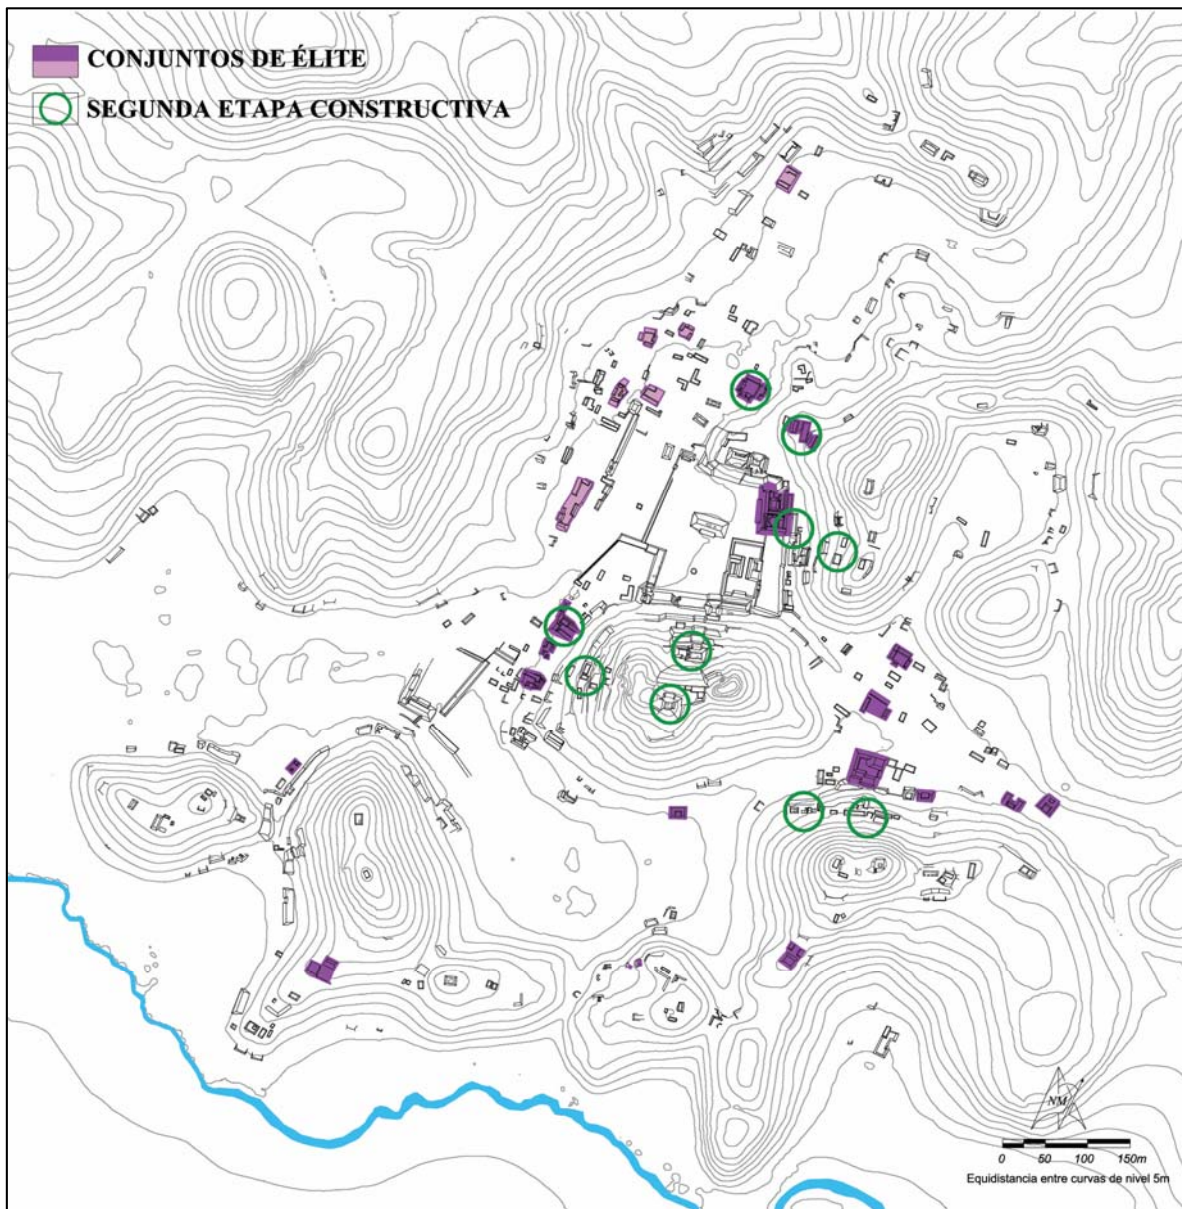 CONJUNTOS DE ÉLITE
SEGUNDA ETAPA CONSTRUCTIVA
NM
0 50 100 150m
Equidistancia entre curvas de nivel 5m